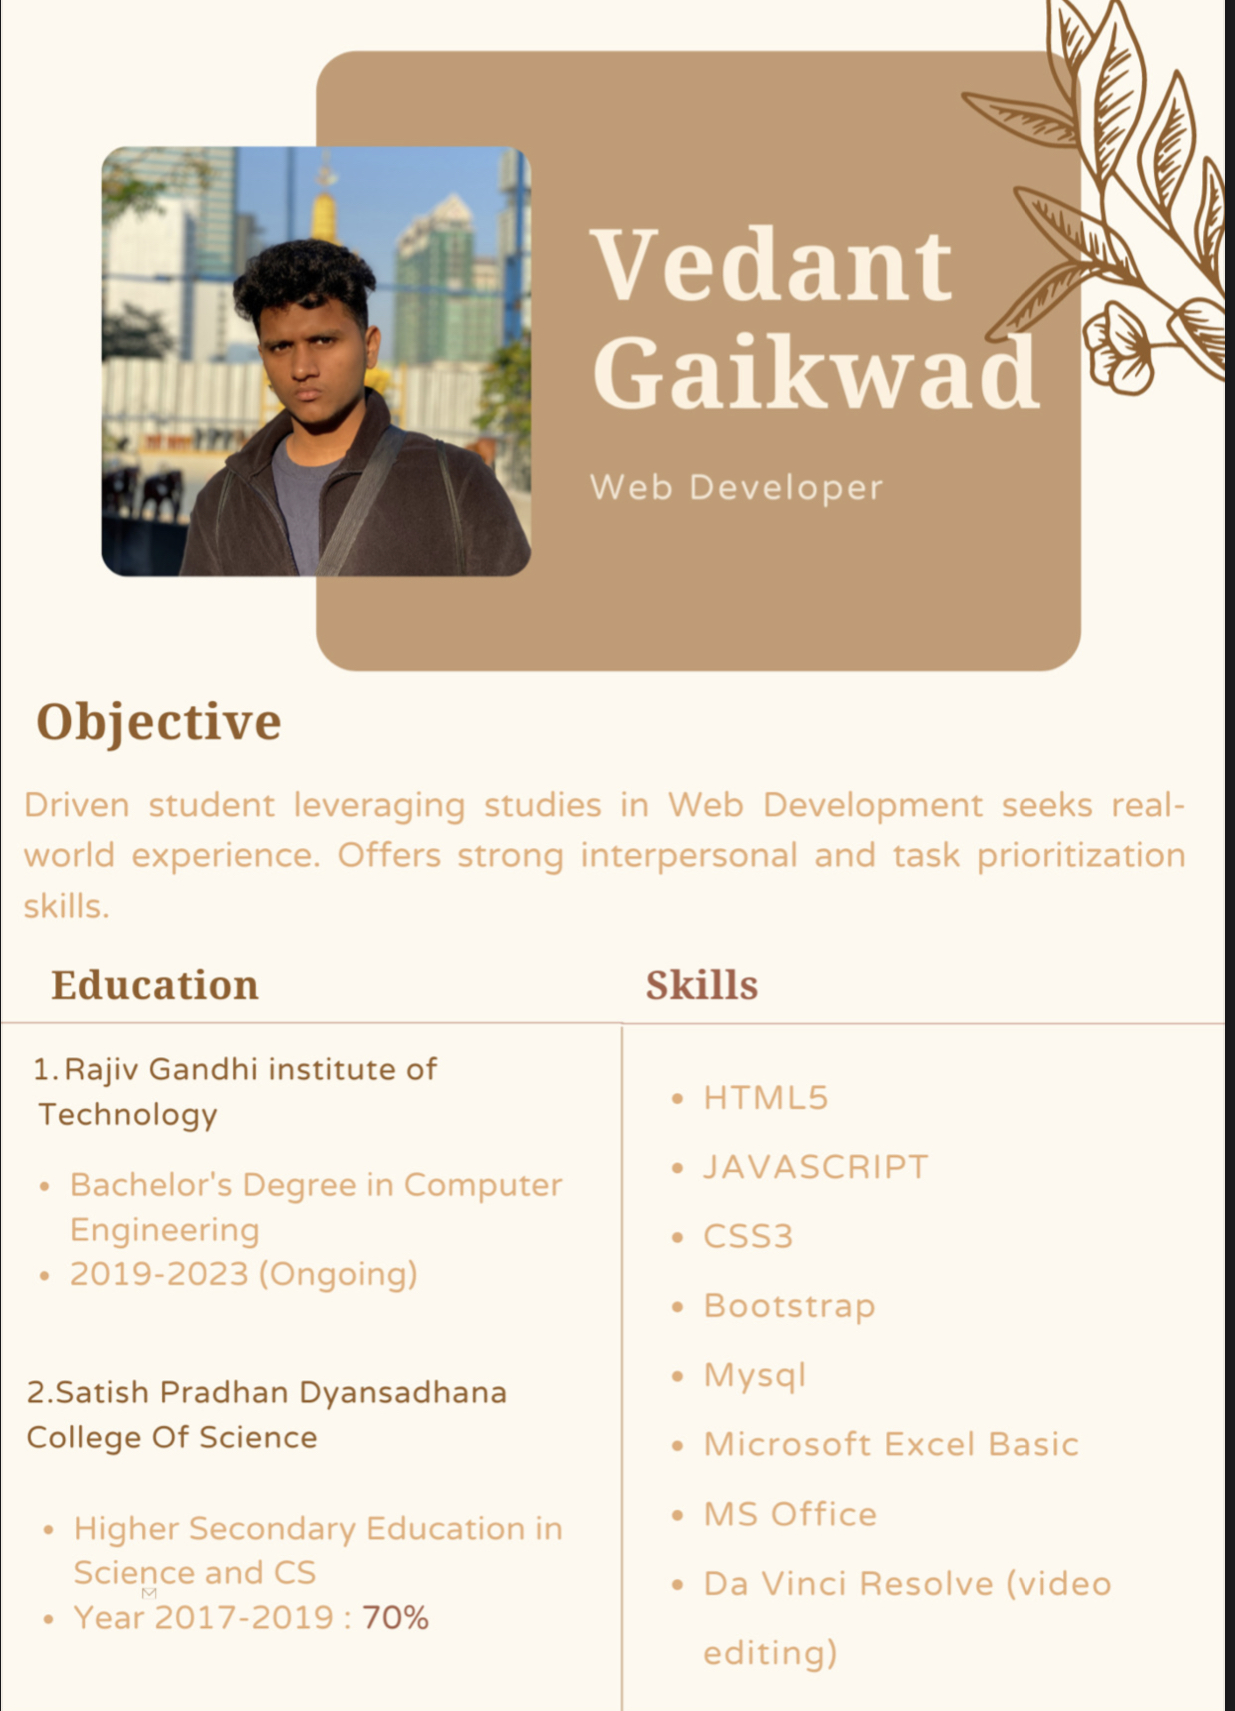 Vedant
Gaikwad
Web Developer
Objective
Driven student leveraging studies in Web Development seeks real-
world experience. Offers strong interpersonal and task prioritization
skills.
Education
1.Rajiv Gandhi institute of
Technology
• Bachelor's Degree in Computer
Engineering
• 2019-2023 (Ongoing)
2.Satish Pradhan Dyansadhana
College Of Science
• Higher Secondary Education in
Science and CS
• Year 2017-2019 : 70%
Skills
• HTML5
• JAVASCRIPT
• CSS3
• Bootstrap
• Mysql
• Microsoft Excel Basic
• MS Office
• Da Vinci Resolve (video
editing)